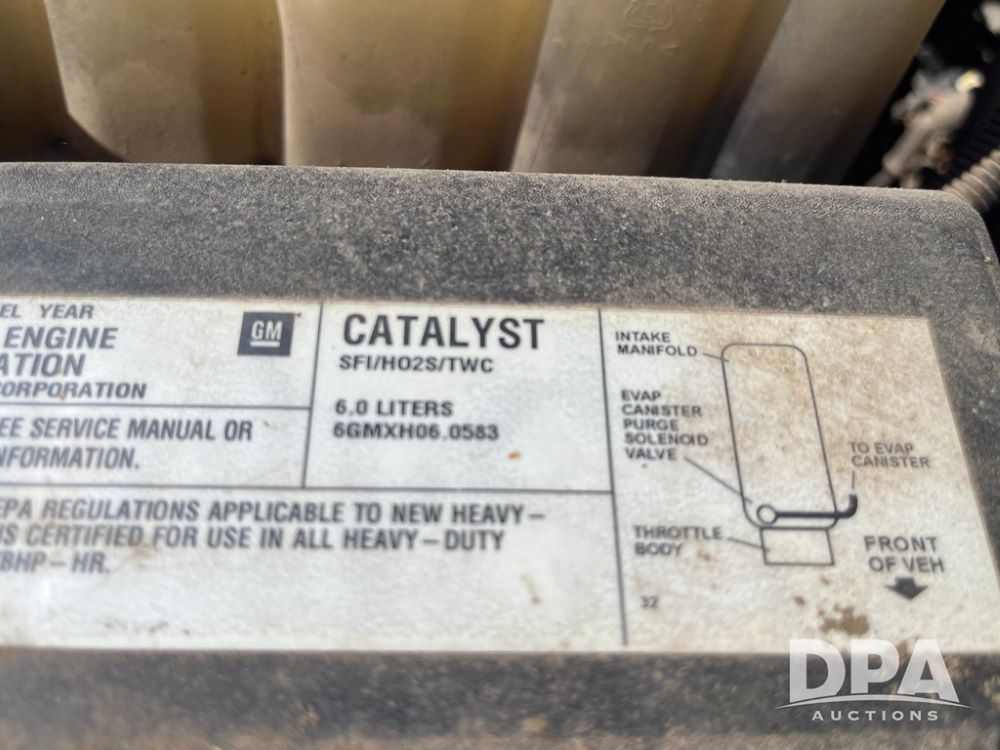 EL YEAR
ENGINE
ATION
CORPORATION
GM
EE SERVICE MANUAL OR
NFORMATION.
CATALYST
SFI/HO2S/TWC
6.0 LITERS
6GMXH06.0583
EPA REGULATIONS APPLICABLE TO NEW HEAVY-
IS CERTIFIED FOR USE IN ALL HEAVY-DUTY
BHP-HR.
INTAKE
MANIFOLD
EVAP
CANISTER
PURGE
SOLENOID
VALVE
TO EVAP
CANISTER
THROTTLE
BODY
FRONT
OF VEH
32
DPA
AUCTIONS